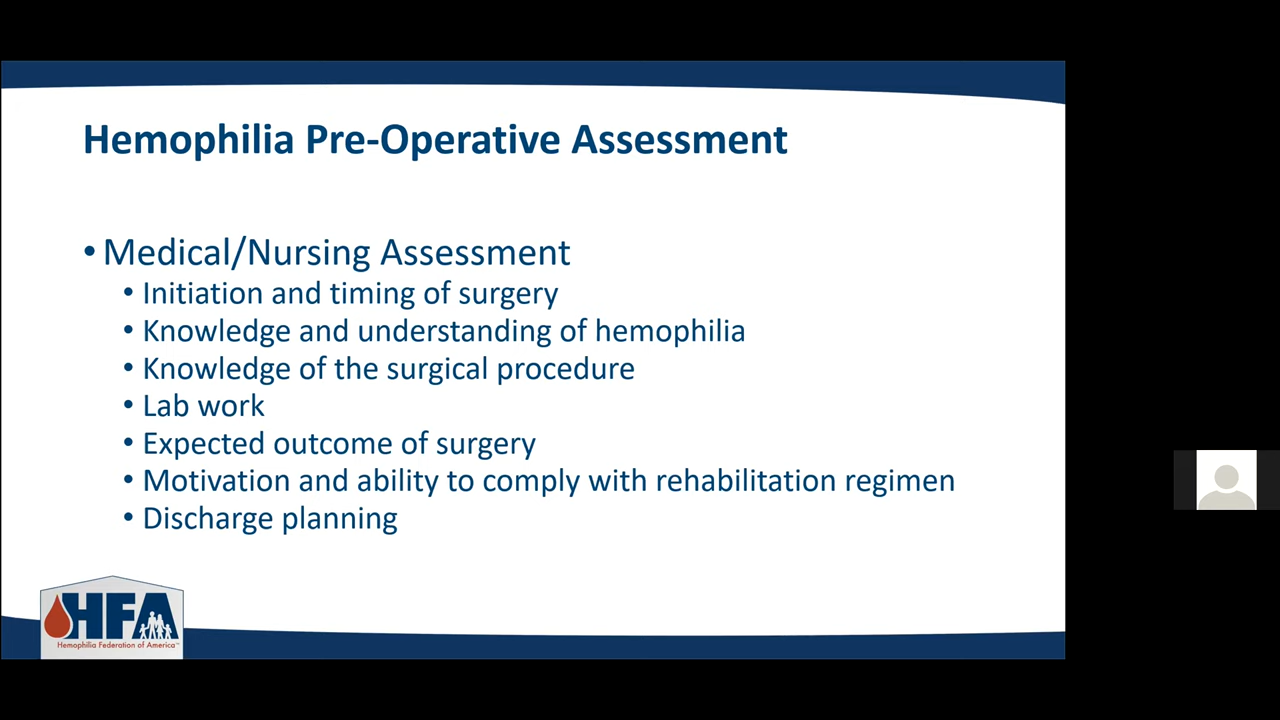 Hemophilia Pre-Operative Assessment
• Medical/Nursing Assessment
• Initiation and timing of surgery
• Knowledge and understanding of hemophilia
• Knowledge of the surgical procedure
• Lab work
• Expected outcome of surgery
• Motivation and ability to comply with rehabilitation regimen
• Discharge planning
HFA
Hemophilia Federation of America™